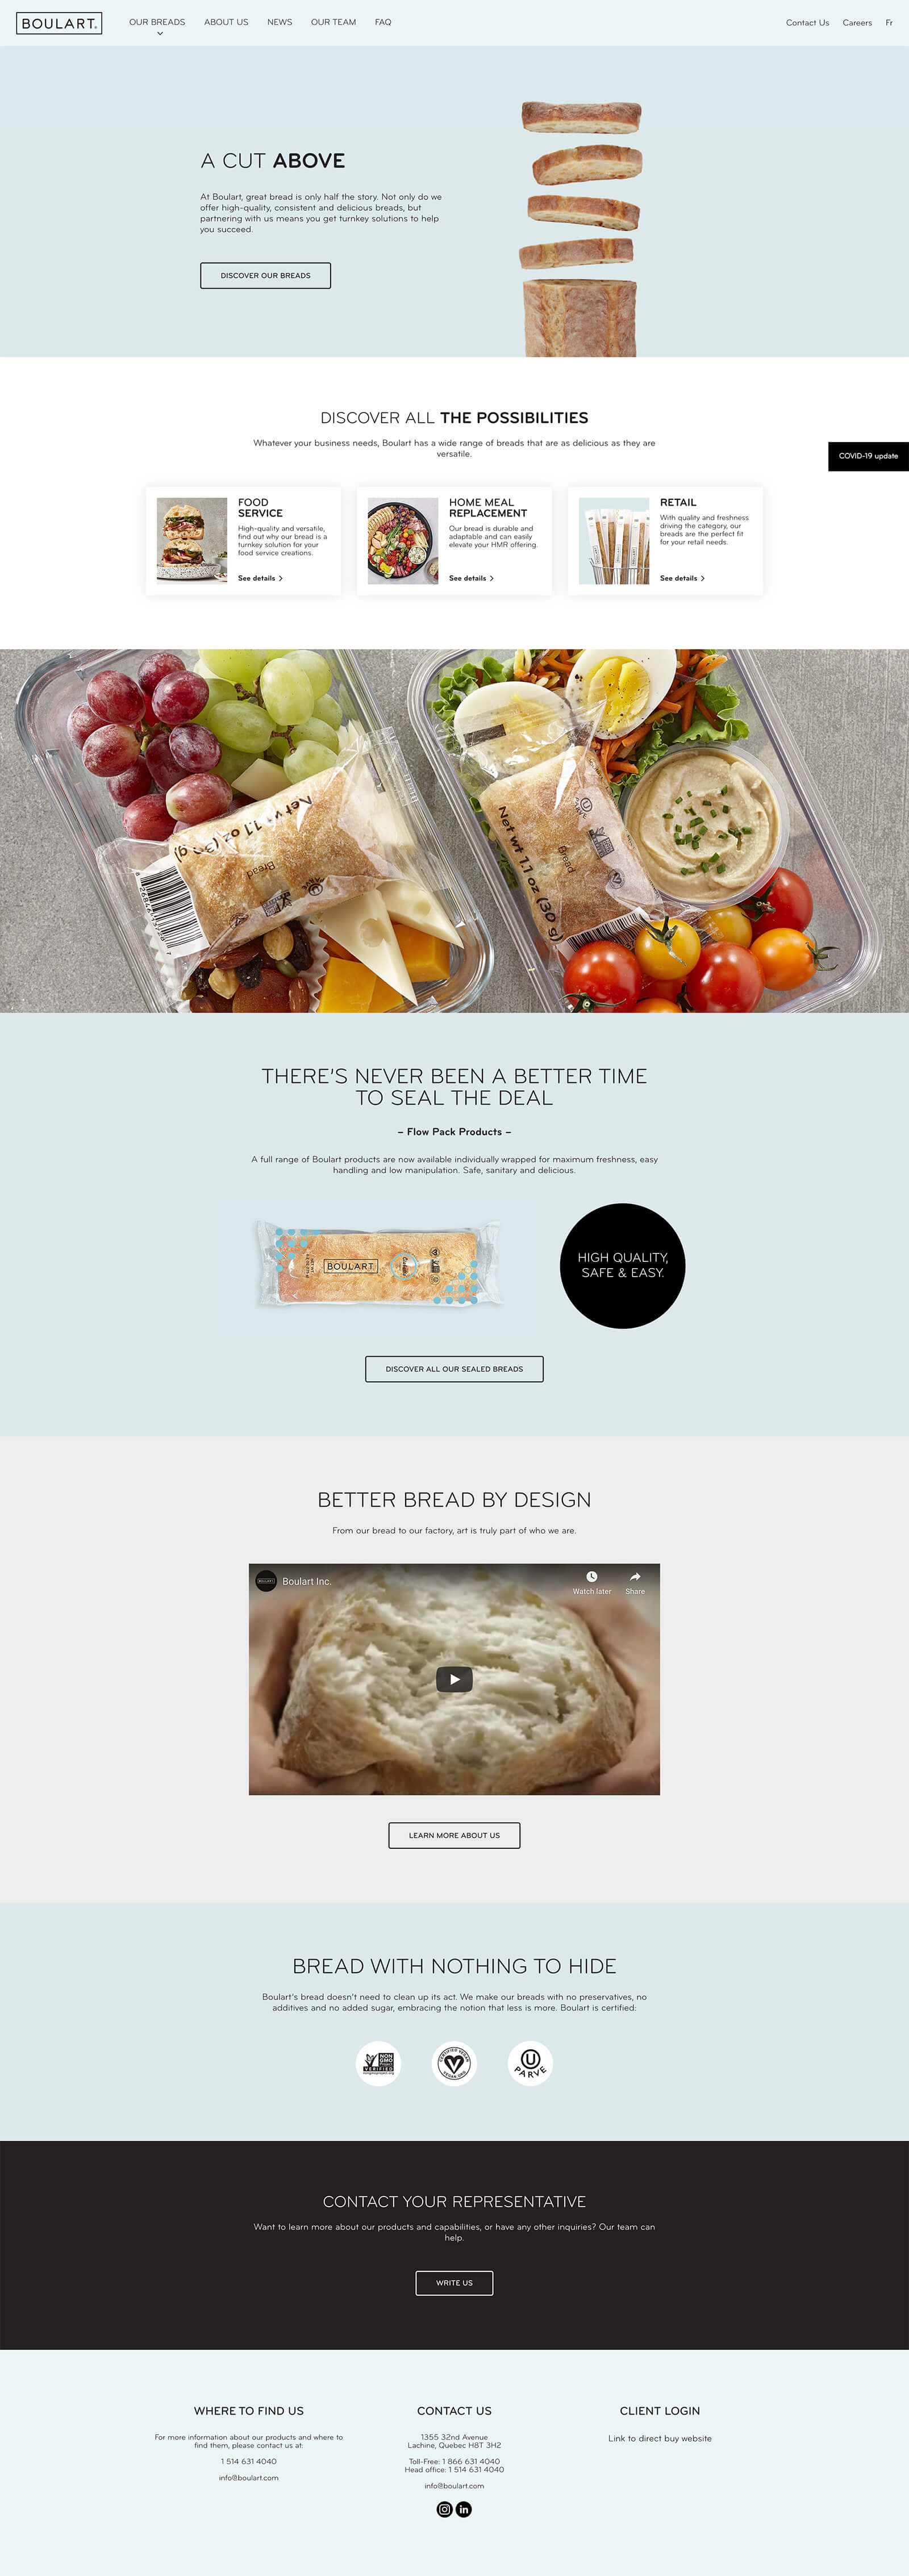 BOULART.
OUR BREADS
ABOUT US
NEWS
OUR TEAM
FAQ
Contact Us
Careers
Fr
A CUT ABOVE
At Boulart, great bread is only half the story. Not only do we
offer high-quality, consistent and delicious breads, but
partnering with us means you get turnkey solutions to help
you succeed.
DISCOVER OUR BREADS
DISCOVER ALL THE POSSIBILITIES
Whatever your business needs, Boulart has a wide range of breads that are as delicious as they are
versatile.
COVID-19 update
FOOD
SERVICE
High-quality and versatile,
find out why our bread is a
turnkey solution for your
food service creations.
See details
HOME MEAL
REPLACEMENT
Our bread is durable and
adaptable and can easily
elevate your HMR offering.
See details
RETAIL
With quality and freshness
driving the category, our
breads are the perfect fit
for your retail needs.
See details
Net wt 1.1 oz (30 g)
Bread
Net wt 1.1 oz (30 g)
Bread
U
PARVE
THERE'S NEVER BEEN A BETTER TIME
TO SEAL THE DEAL
– Flow Pack Products –
A full range of Boulart products are now available individually wrapped for maximum freshness, easy
handling and low manipulation. Safe, sanitary and delicious.
BOULART.
HIGH QUALITY,
SAFE & EASY.
DISCOVER ALL OUR SEALED BREADS
BETTER BREAD BY DESIGN
From our bread to our factory, art is truly part of who we are.
BOULART
Boulart Inc.
Watch later
Share
LEARN MORE ABOUT US
BREAD WITH NOTHING TO HIDE
Boulart's bread doesn't need to clean up its act. We make our breads with no preservatives, no
additives and no added sugar, embracing the notion that less is more. Boulart is certified:
NON
GMO
Project
VERIFIED
nongmoproject.org
CERTIFIED VEGAN
VEGAN.ORG
U
PARVE
CONTACT YOUR REPRESENTATIVE
Want to learn more about our products and capabilities, or have any other inquiries? Our team can
help.
WRITE US
WHERE TO FIND US
For more information about our products and where to
find them, please contact us at:
1 514 631 4040
info@boulart.com
CONTACT US
1355 32nd Avenue
Lachine, Quebec H8T 3H2
Toll-Free: 1 866 631 4040
Head office: 1 514 631 4040
info@boulart.com
in
CLIENT LOGIN
Link to direct buy website